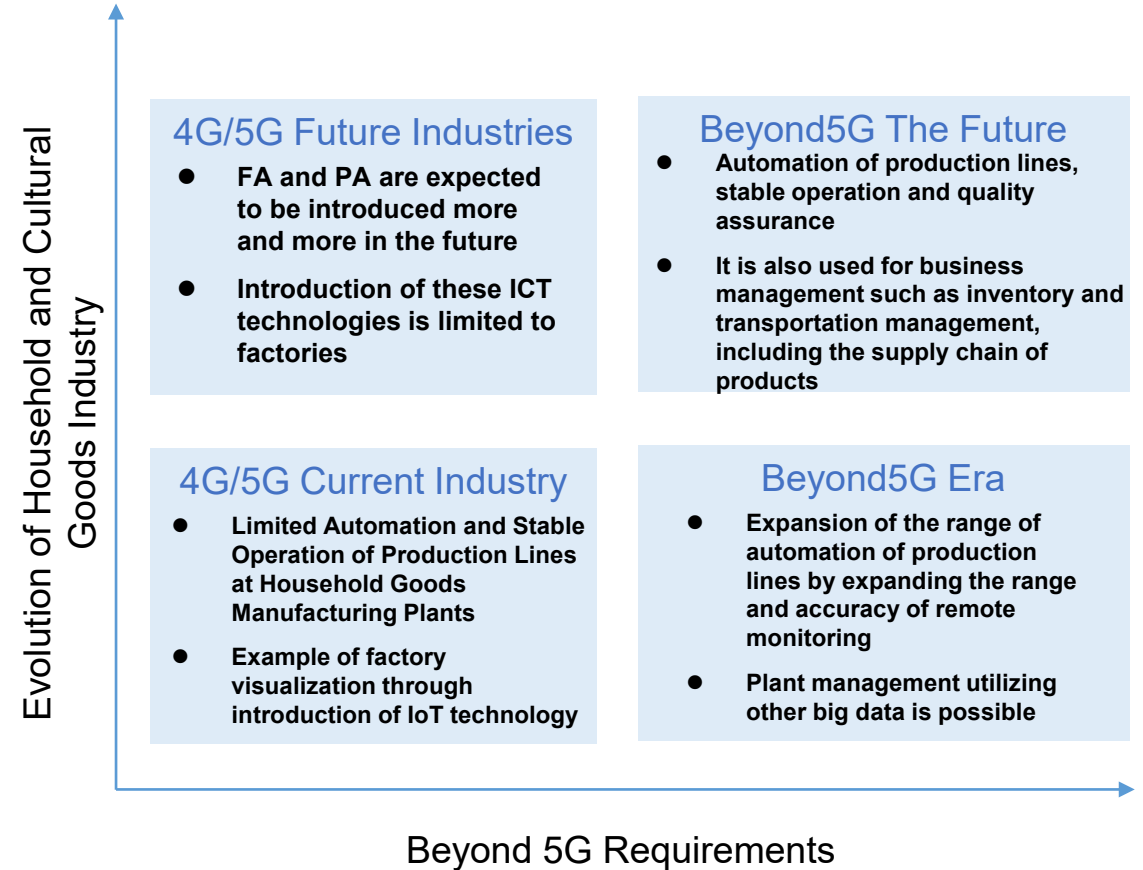 Evolution of Household and Cultural
Goods Industry
4G/5G Future Industries
● FA and PA are expected
to be introduced more
and more in the future
● Introduction of these ICT
technologies is limited to
factories
Beyond5G The Future
● Automation of production lines,
stable operation and quality
assurance
● It is also used for business
management such as inventory and
transportation management,
including the supply chain of
products
4G/5G Current Industry
● Limited Automation and Stable
Operation of Production Lines
at Household Goods
Manufacturing Plants
● Example of factory
visualization through
introduction of IoT technology
Beyond5G Era
● Expansion of the range of
automation of production
lines by expanding the range
and accuracy of remote
monitoring
● Plant management utilizing
other big data is possible
Beyond 5G Requirements